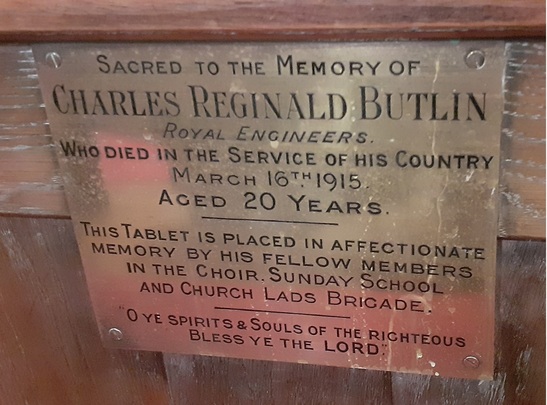 SACRED TO THE MEMORY OF
CHARLES REGINALD BUTLIN
ROYAL ENGINEERS.
WHO DIED IN THE SERVICE OF HIS COUNTRY
MARCH 16TH. 1915.
AGED 20 YEARS.
THIS TABLET IS PLACED IN AFFECTIONATE
MEMORY BY HIS FELLOW MEMBERS
IN THE CHOIR. SUNDAY SCHOOL
AND CHURCH LADS BRIGADE.
"O YE SPIRITS & SOULS OF THE RIGHTEOUS
BLESS YE THE LORD."